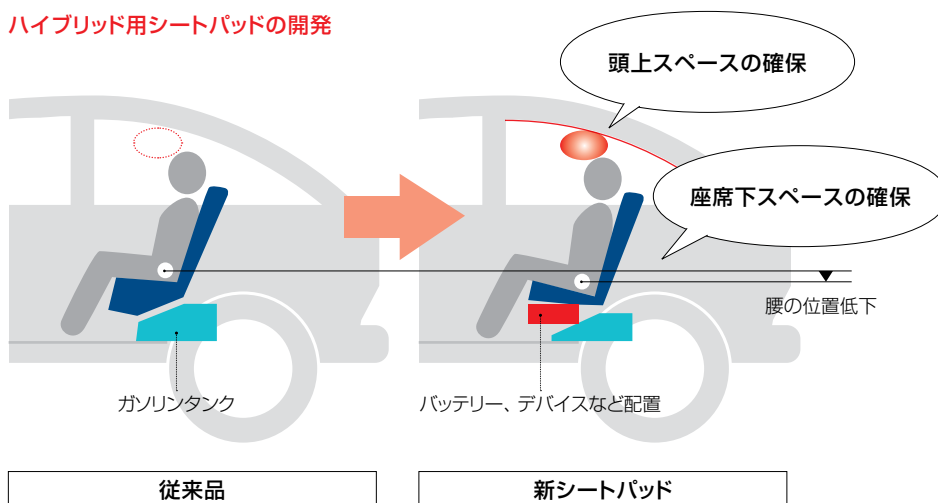 ハイブリッド用シートパッドの開発
頭上スペースの確保
座席下スペースの確保
腰の位置低下
ガソリンタンク
バッテリー、デバイスなど配置
従来品
新シートパッド